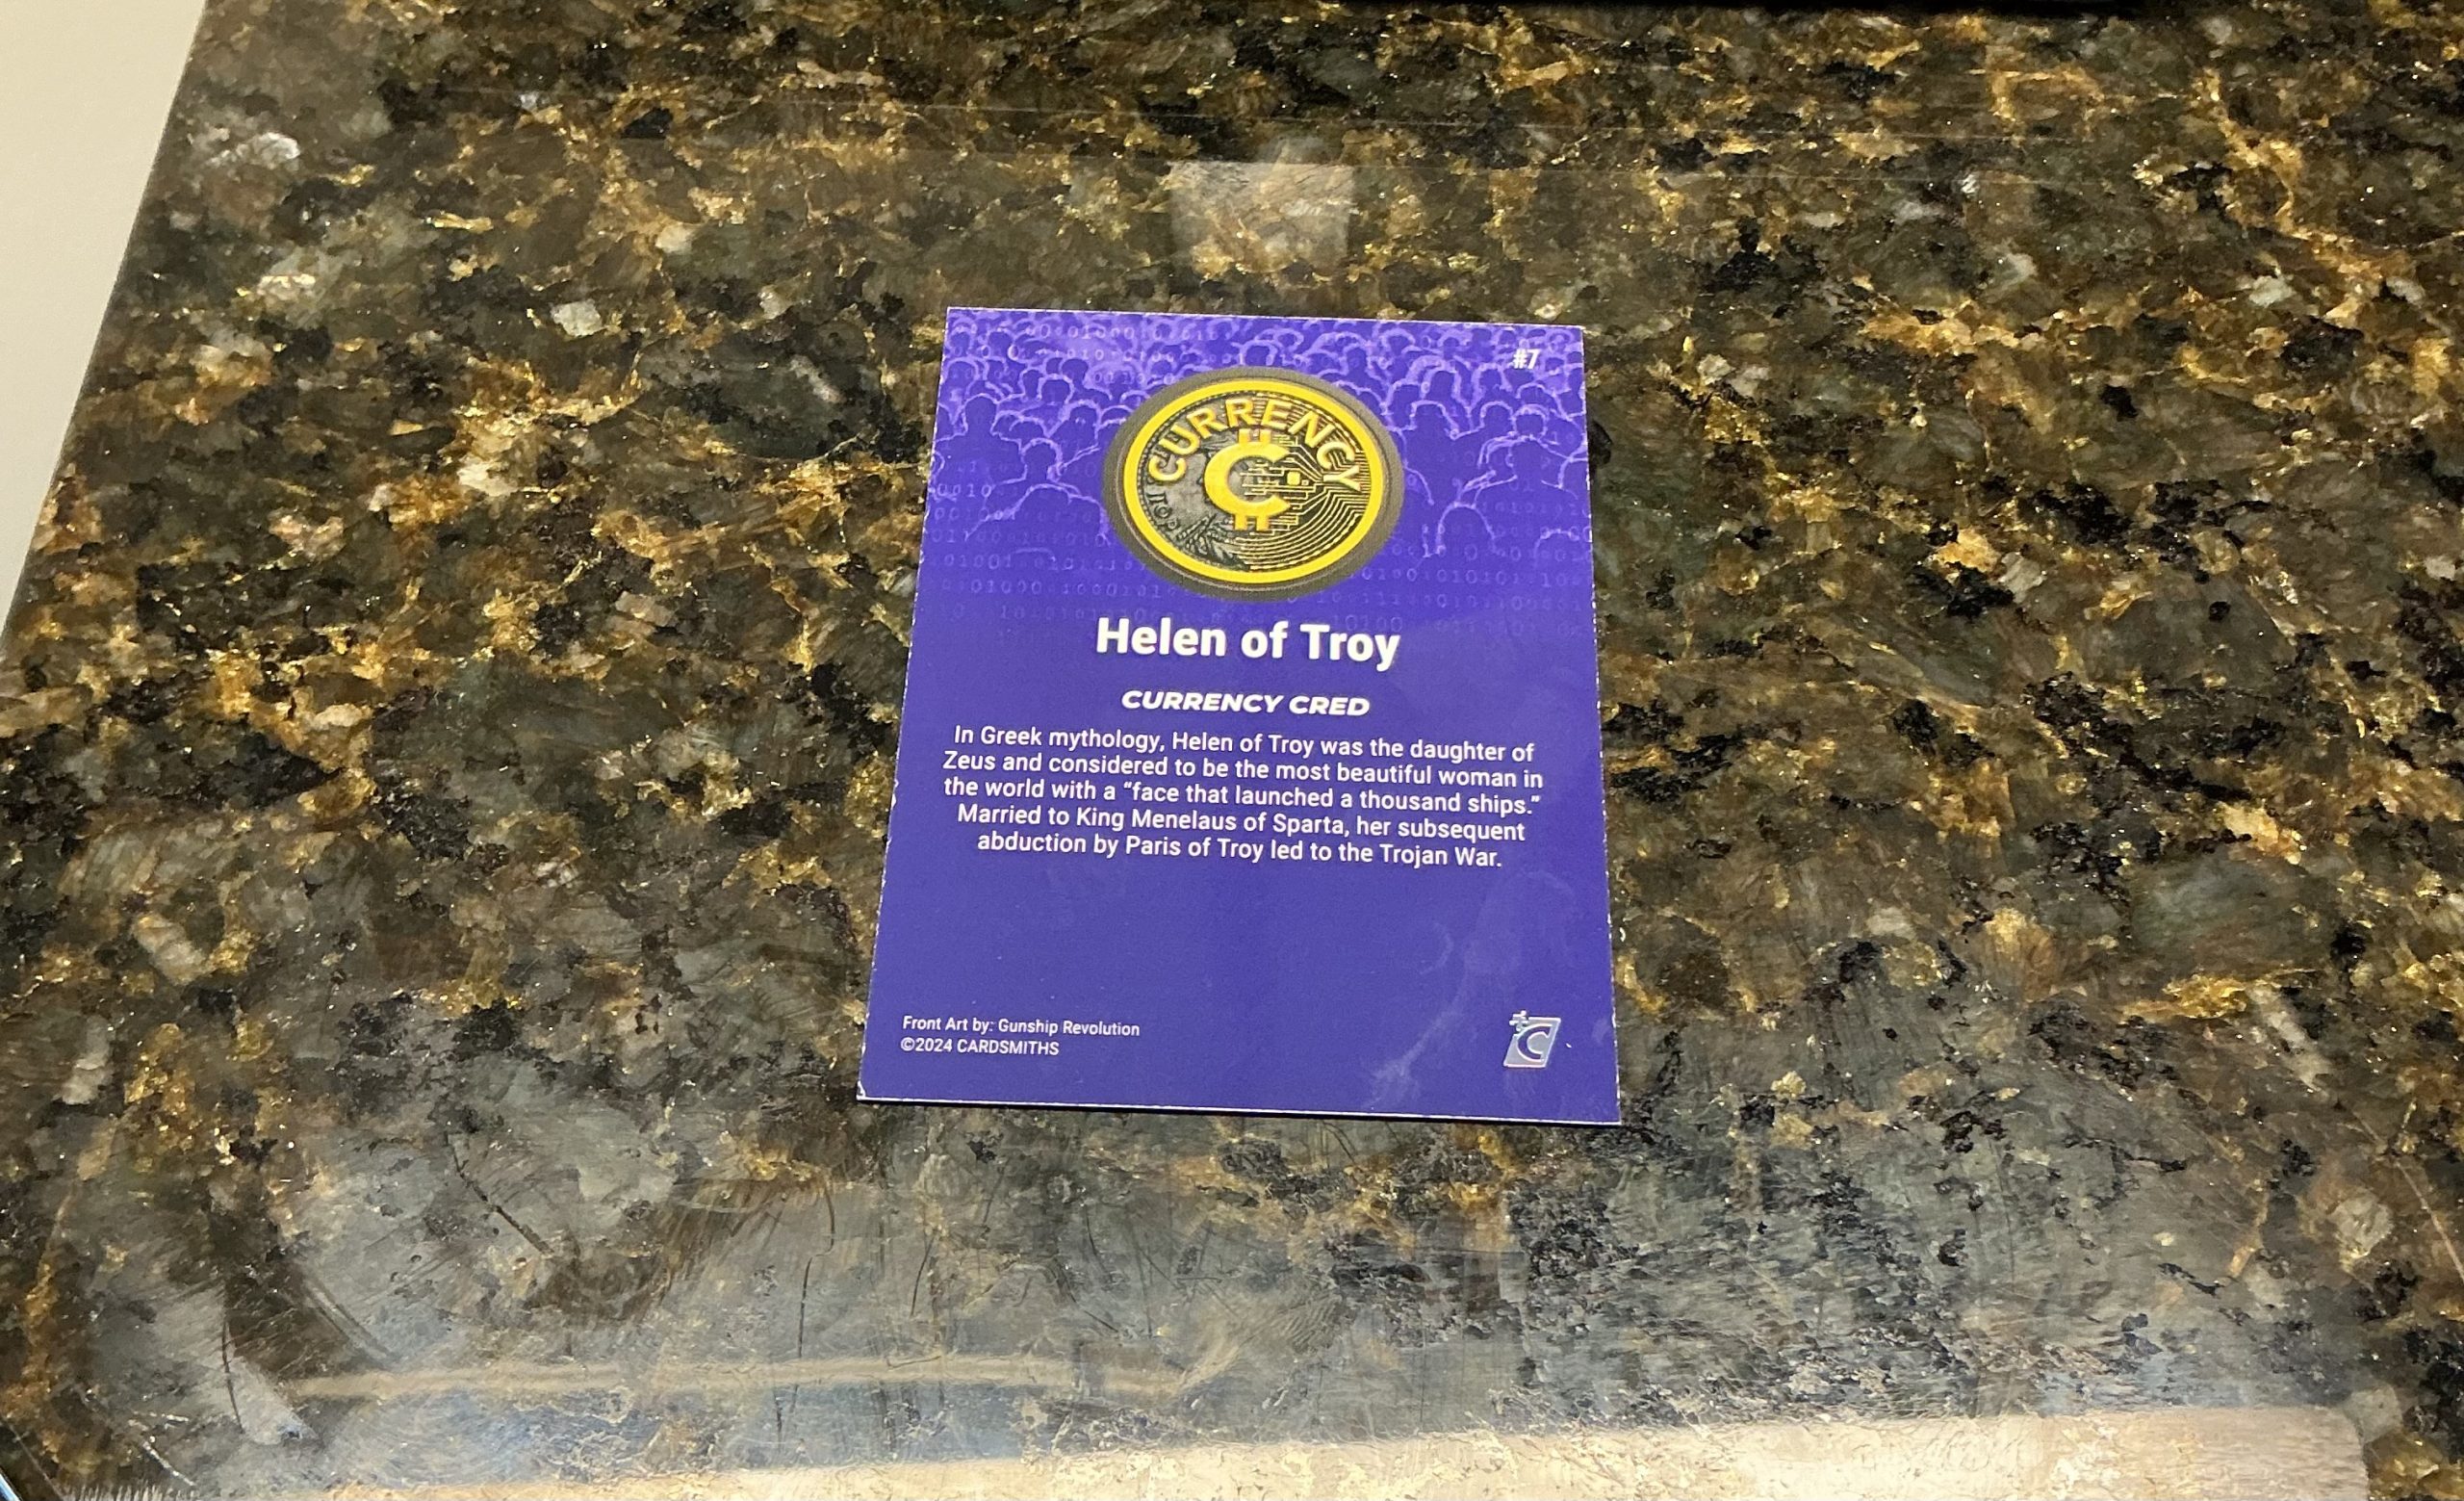 #7
CURRENCY
C
Helen of Troy
CURRENCY CRED
In Greek mythology, Helen of Troy was the daughter of
Zeus and considered to be the most beautiful woman in
the world with a “face that launched a thousand ships.”
Married to King Menelaus of Sparta, her subsequent
abduction by Paris of Troy led to the Trojan War.
Front Art by: Gunship Revolution
©2024 CARDSMITHS
C